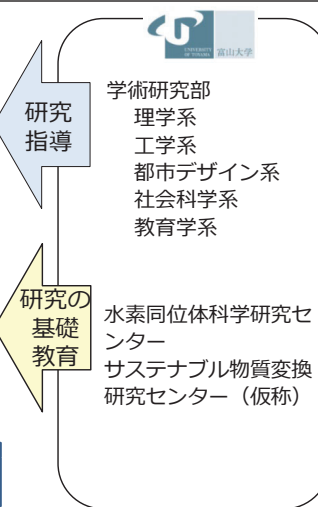 UNIVERSITY
OF TOYAMA
富山大学
研究
指導
学術研究部
理学系
工学系
都市デザイン系
社会科学系
教育学系
研究の
基礎
教育
水素同位体科学研究セ
ンター
サステナブル物質変換
研究センター（仮称）